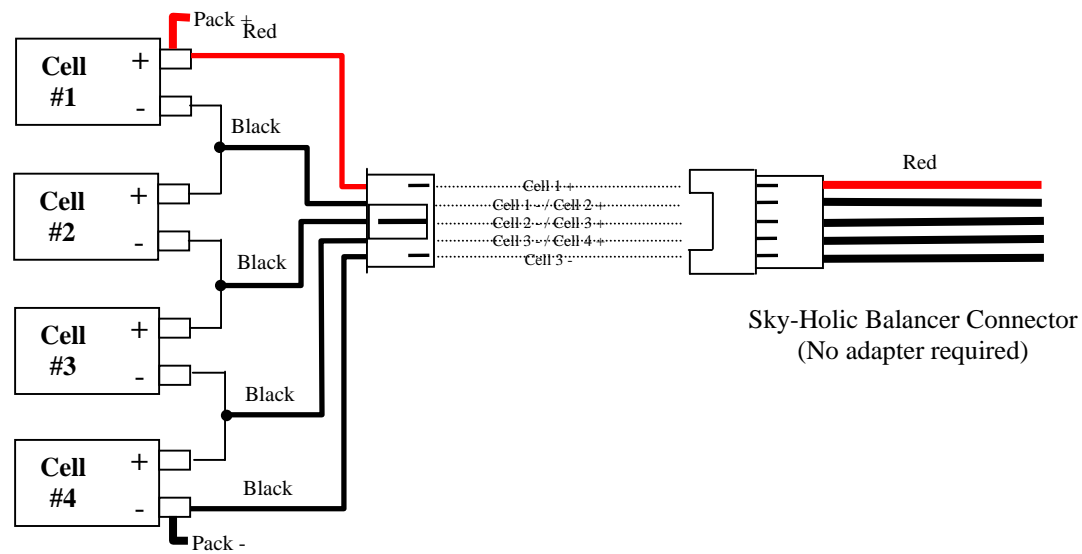 Pack +
Red
Cell
#1
+
-
Black
Cell
#2
+
-
Black
Cell
#3
+
-
Black
Cell
#4
+
-
Black
Pack -
Cell 1 +
Cell 1 - / Cell 2 +
Cell 2 - / Cell 3 +
Cell 3 - / Cell 4 +
Cell 3 -
Red
Sky-Holic Balancer Connector
(No adapter required)